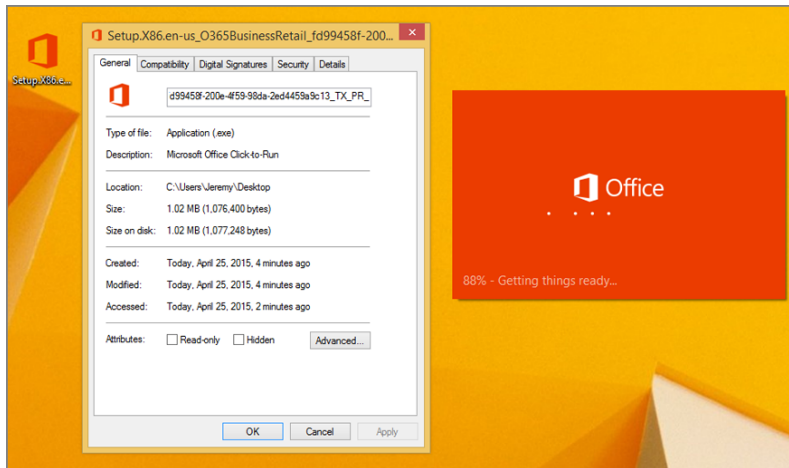 Setup.X86.en-us_O365BusinessRetail_fd99458f-200...
Setup.X86.e...
General Compatibility Digital Signatures Security Details
d99458f-200e-4f59-98da-2ed4459a9c13_TX_PR_
Type of file: Application (.exe)
Description: Microsoft Office Click-to-Run
Location: C:\Users\Jeremy\Desktop
Size: 1.02 MB (1,076,400 bytes)
Size on disk: 1.02 MB (1,077,248 bytes)
Created: Today, April 25, 2015, 4 minutes ago
Modified: Today, April 25, 2015, 4 minutes ago
Accessed: Today, April 25, 2015, 2 minutes ago
Attributes: Read-only Hidden Advanced...
OK Cancel Apply
Office
88% - Getting things ready...